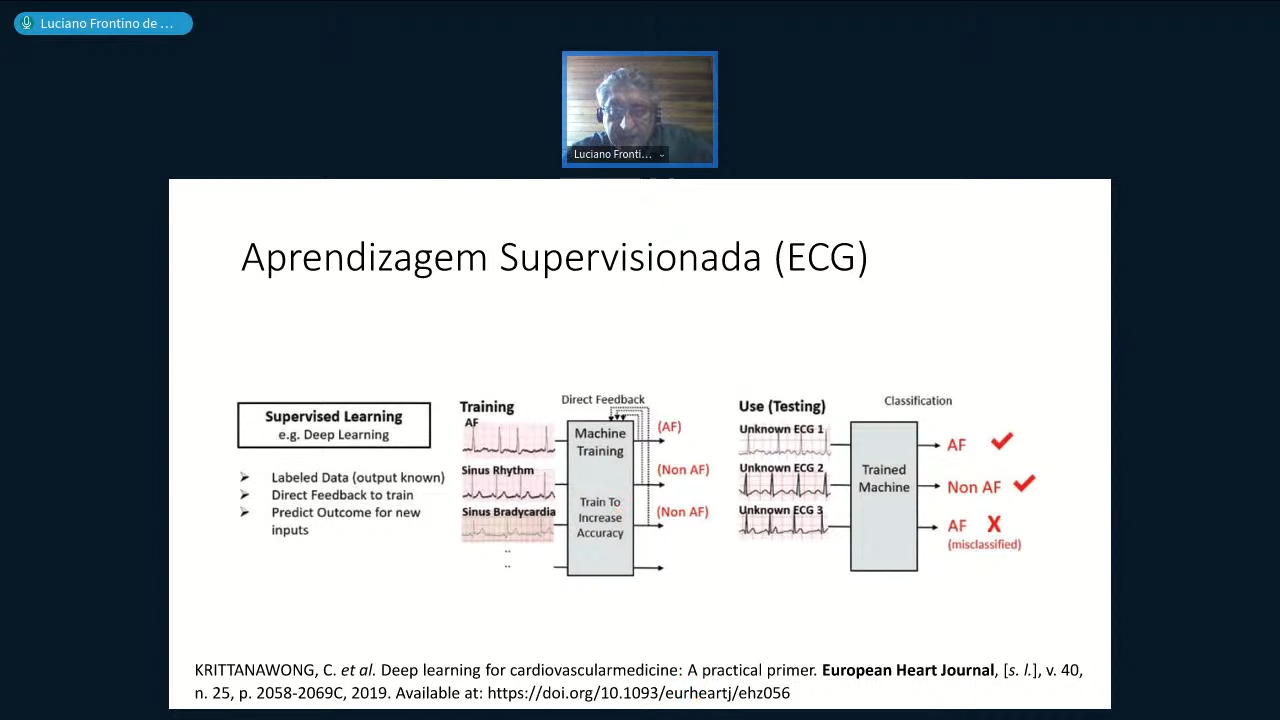 Luciano Frontino de ...
Luciano Fronti...
Aprendizagem Supervisionada (ECG)
Supervised Learning
e.g. Deep Learning
Labeled Data (output known)
Direct Feedback to train
Predict Outcome for new
inputs
Training
Direct Feedback
AF
Sinus Rhythm
Sinus Bradycardia
..
..
Machine
Training
Train To
Increase
Accuracy
(AF)
(Non AF)
(Non AF)
Use (Testing)
Classification
Unknown ECG 1
Unknown ECG 2
Unknown ECG 3
Trained
Machine
AF
Non AF
AF X
(misclassified)
KRITTANAWONG, C. et al. Deep learning for cardiovascularmedicine: A practical primer. European Heart Journal, [s. l.], v. 40,
n. 25, p. 2058-2069C, 2019. Available at: https://doi.org/10.1093/eurheartj/ehz056